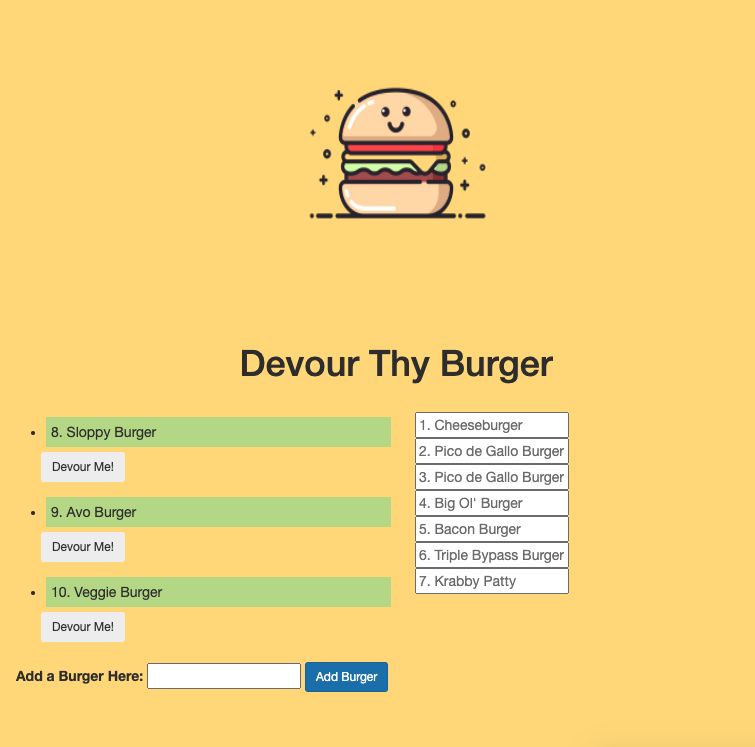 Devour Thy Burger
8. Sloppy Burger
Devour Me!
9. Avo Burger
Devour Me!
10. Veggie Burger
Devour Me!
Add a Burger Here:
Add Burger
1. Cheeseburger
2. Pico de Gallo Burger
3. Pico de Gallo Burger
4. Big Ol' Burger
5. Bacon Burger
6. Triple Bypass Burger
7. Krabby Patty